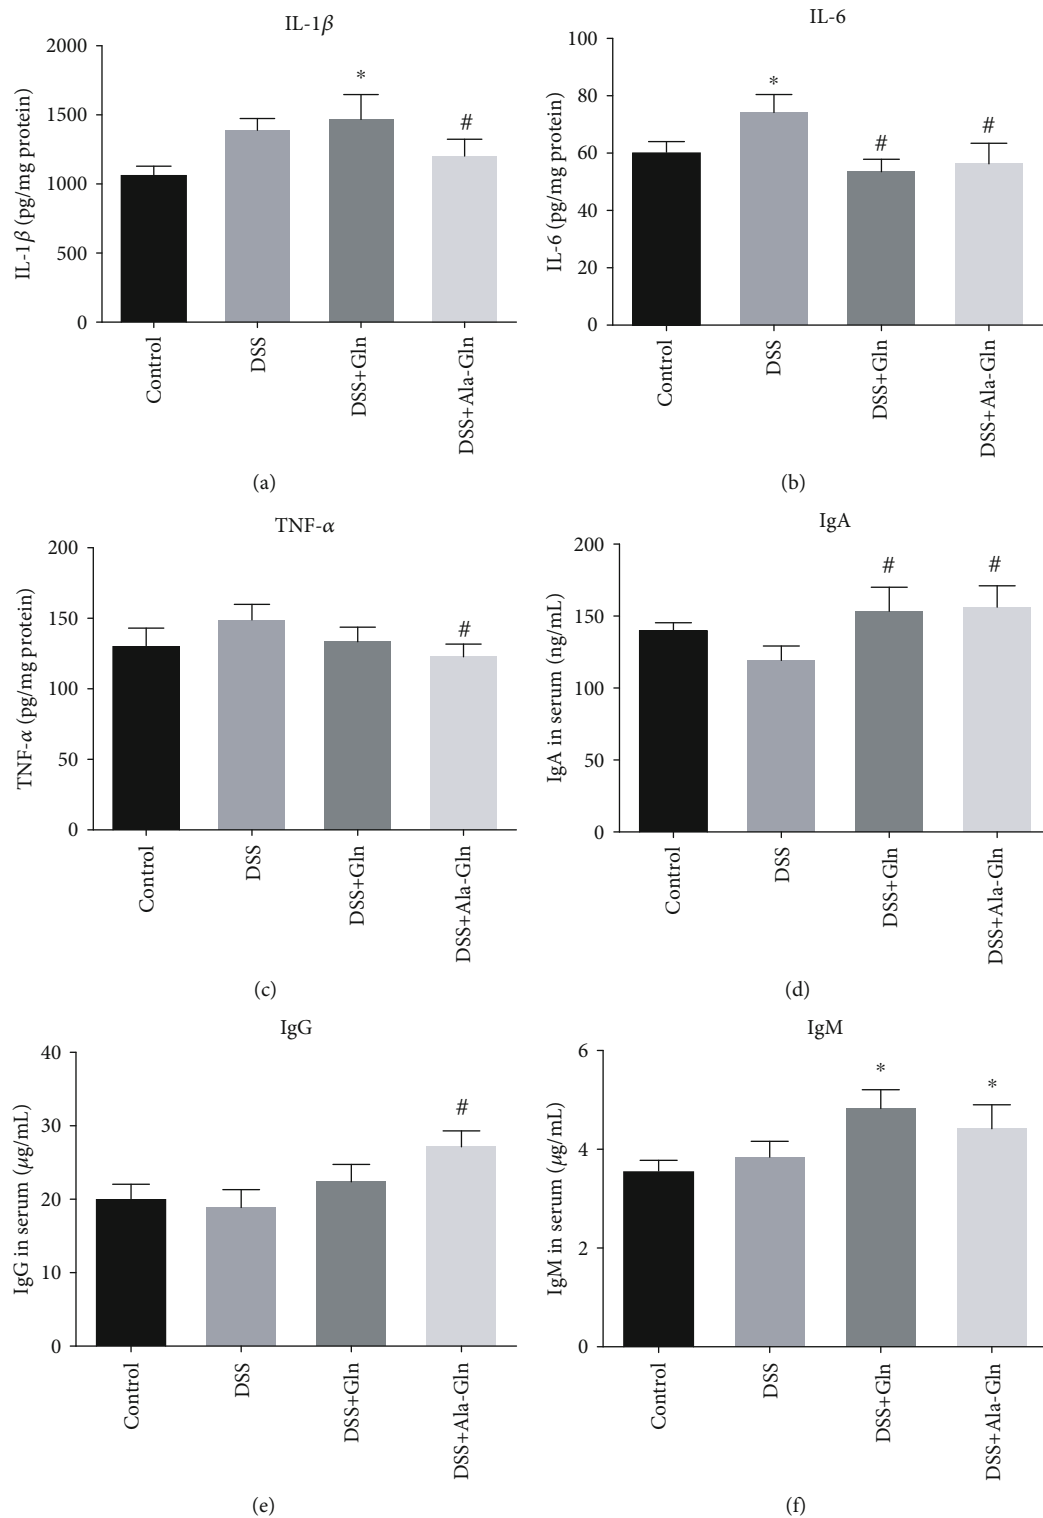 IL-1β
IL-1β (pg/mg protein)
2000
1500
1000
500
0
*
#
Control
DSS
DSS+Gln
DSS+Ala-Gln
(a)
IL-6
IL-6 (pg/mg protein)
100
80
60
40
20
0
*
#
#
Control
DSS
DSS+Gln
DSS+Ala-Gln
(b)
TNF-α
TNF-α (pg/mg protein)
200
150
100
50
0
#
Control
DSS
DSS+Gln
DSS+Ala-Gln
(c)
IgA
IgA in serum (ng/mL)
200
150
100
50
0
#
#
Control
DSS
DSS+Gln
DSS+Ala-Gln
(d)
IgG
IgG in serum (μg/mL)
40
30
20
10
0
#
Control
DSS
DSS+Gln
DSS+Ala-Gln
(e)
IgM
IgM in serum (μg/mL)
6
4
2
0
*
*
Control
DSS
DSS+Gln
DSS+Ala-Gln
(f)